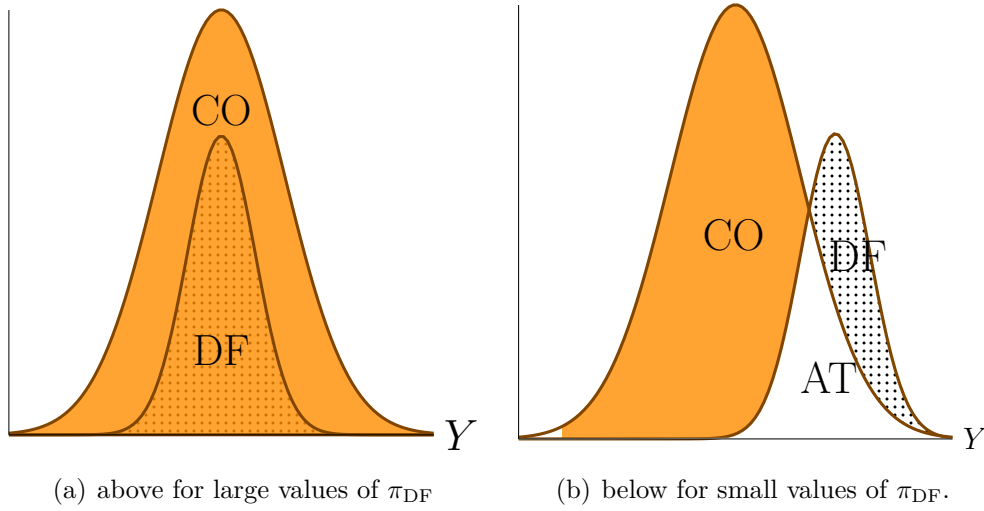 CO
DF
Y
CO
DF
AT
Y
(a) above for large values of π_DF
(b) below for small values of π_DF.